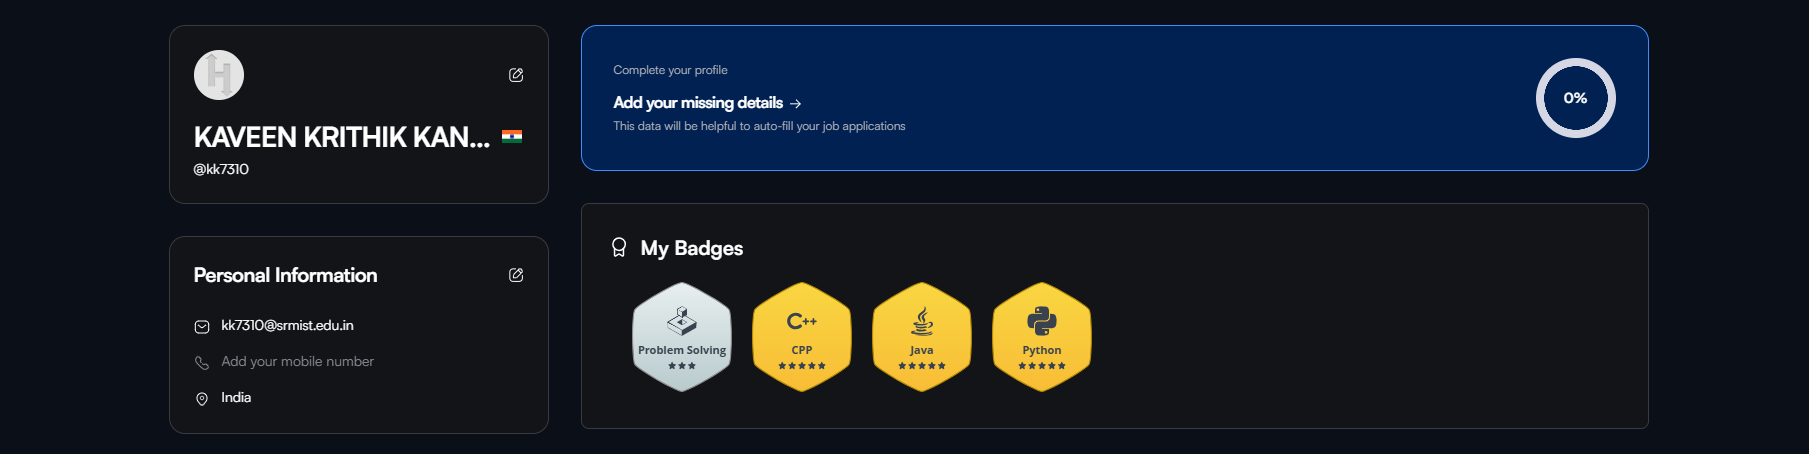 KAVEEN KRITHIK KAN...
@kk7310
Personal Information
kk7310@srmist.edu.in
Add your mobile number
India
Complete your profile
Add your missing details →
This data will be helpful to auto-fill your job applications
0%
My Badges
Problem Solving
C++
CPP
Java
Python